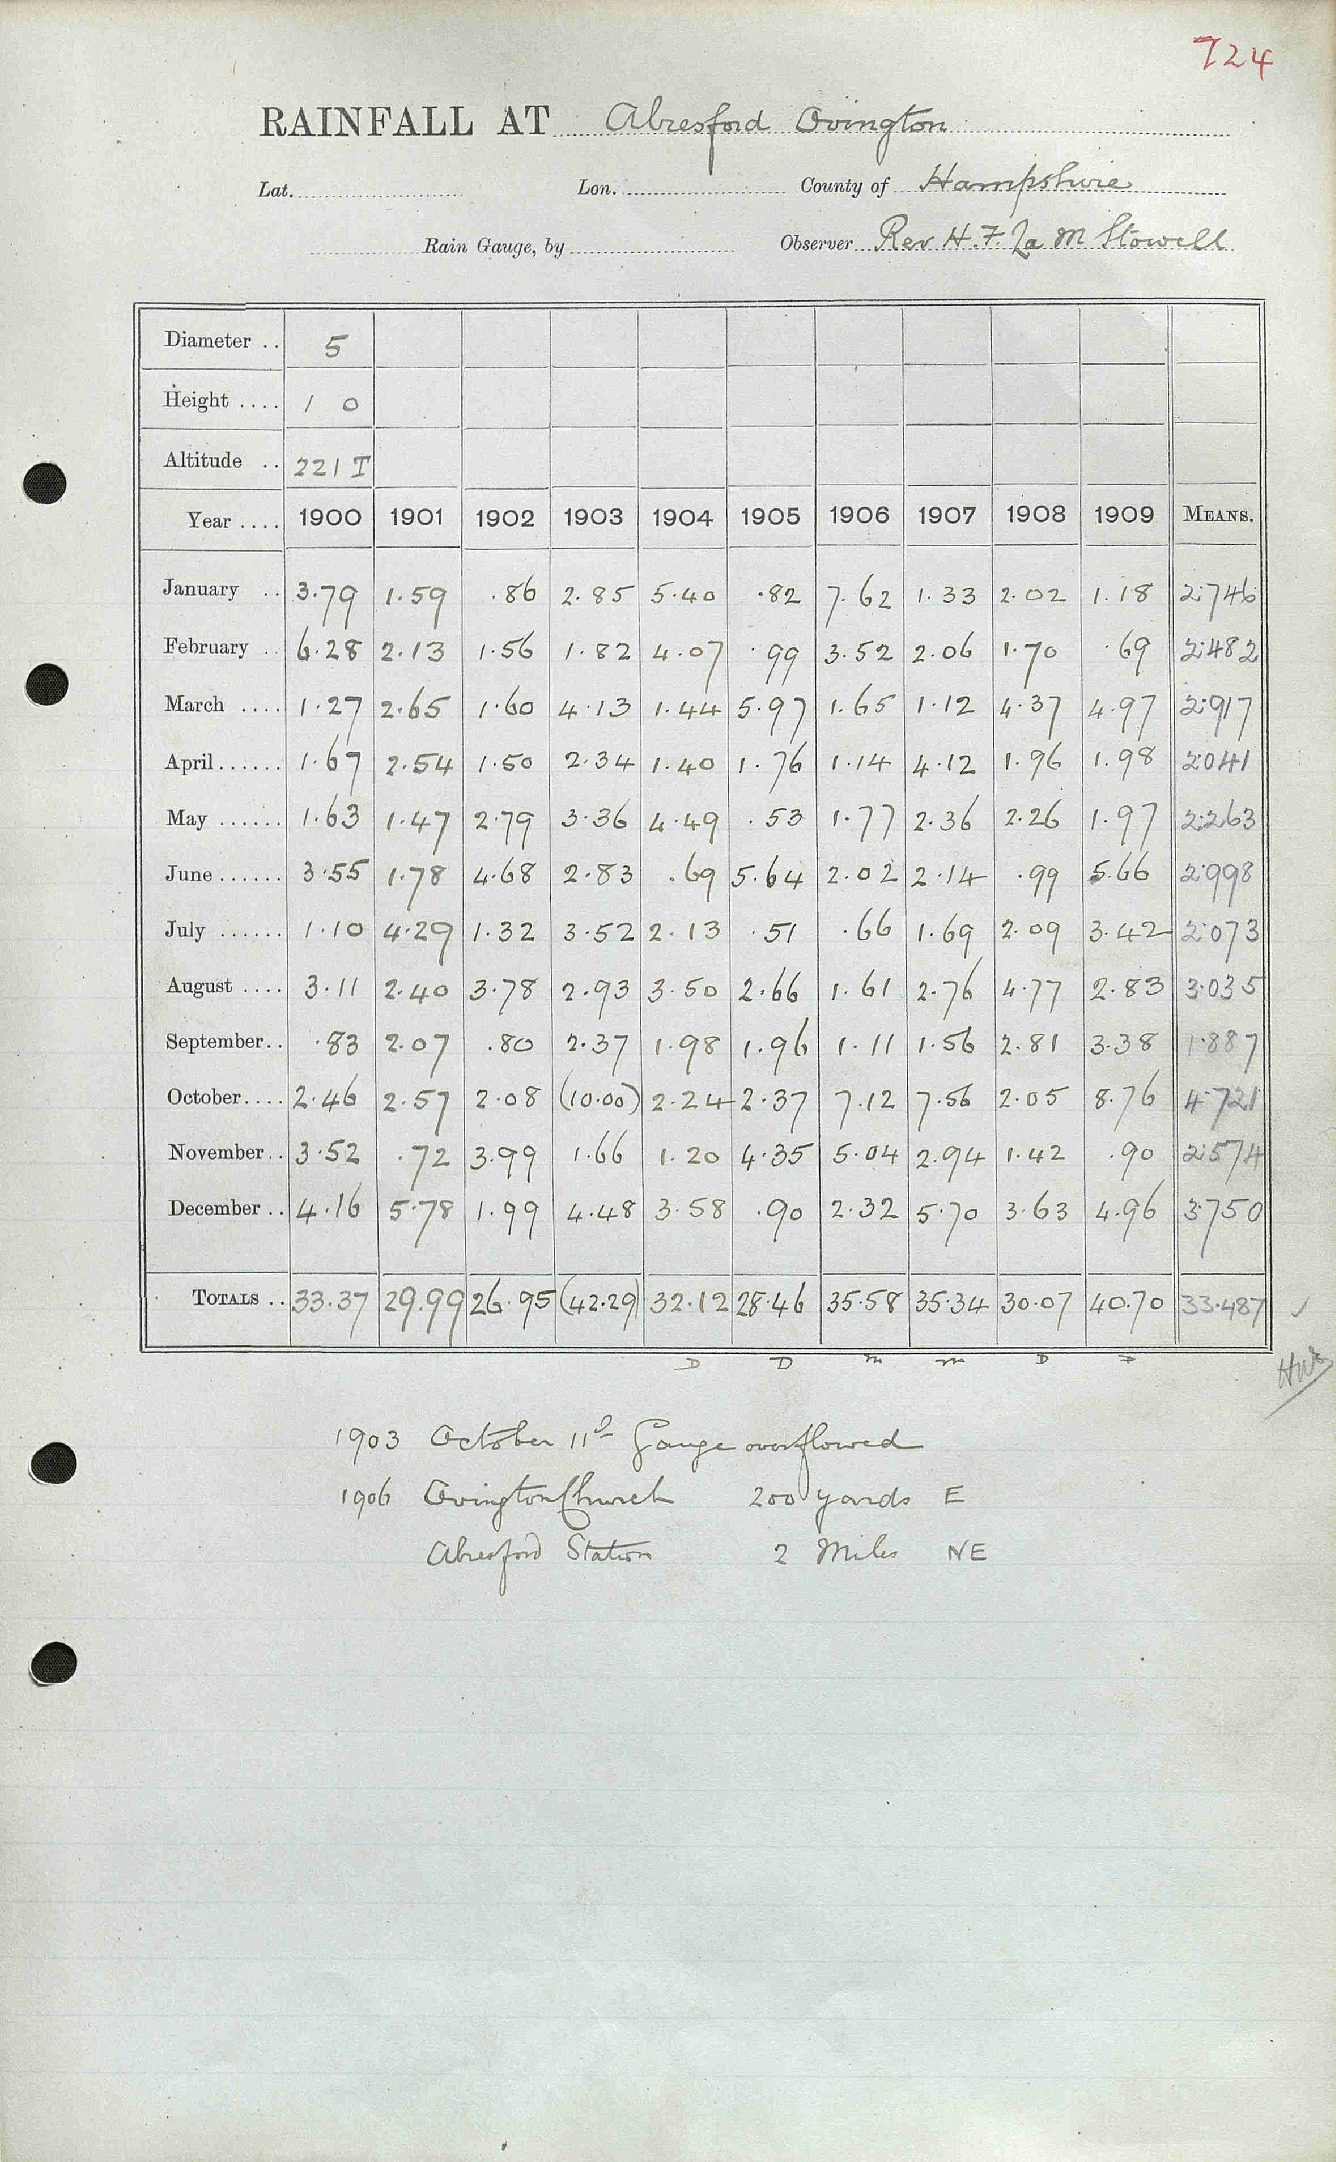 724
RAINFALL AT Alresford Ovington
Lat. Lon. County of Hampshire
Rain Gauge, by Observer Rev H. F. La M Stowell
Diameter .. 5
Height .... 1 0
Altitude .. 221 T
Year .... 1900 1901 1902 1903 1904 1905 1906 1907 1908 1909 MEANS.
January .. 3.79 1.59 .86 2.85 5.40 .82 7.62 1.33 2.02 1.18 2.746
February .. 6.28 2.13 1.56 1.82 4.07 .99 3.52 2.06 1.70 .69 2.482
March .... 1.27 2.65 1.60 4.13 1.44 5.97 1.65 1.12 4.37 4.97 2.917
April...... 1.67 2.54 1.50 2.34 1.40 1.76 1.14 4.12 1.96 1.98 2.041
May ...... 1.63 1.47 2.79 3.36 4.49 .53 1.77 2.36 2.26 1.97 2.263
June...... 3.55 1.78 4.68 2.83 .69 5.64 2.02 2.14 .99 5.66 2.998
July ...... 1.10 4.29 1.32 3.52 2.13 .51 .66 1.69 2.09 3.42 2.073
August .... 3.11 2.40 3.78 2.93 3.50 2.66 1.61 2.76 4.77 2.83 3.035
September.. .83 2.07 .80 2.37 1.98 1.96 1.11 1.56 2.81 3.38 1.887
October.... 2.46 2.57 2.08 (10.00) 2.24 2.37 7.12 7.56 2.05 8.76 4.721
November.. 3.52 .72 3.99 1.66 1.20 4.35 5.04 2.94 1.42 .90 2.574
December .. 4.16 5.78 1.99 4.48 3.58 .90 2.32 5.70 3.63 4.96 3.750
TOTALS .. 33.37 29.99 26.95 (42.29) 32.12 28.46 35.58 35.34 30.07 40.70 33.487 ✓
D D m m D D
1903 October 11th Gauge overflowed
1906 Ovington Church 200 yards E
Alresford Station 2 Miles NE